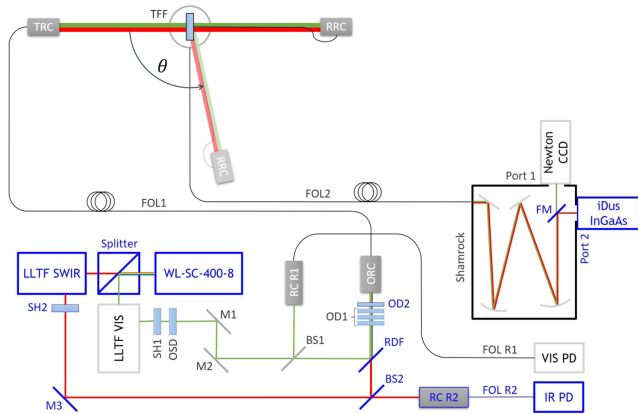 TFF
TRC
RRC
θ
RRC
Newton
CCD
Port 1
FOL1
FOL2
FM
iDus
InGaAs
Port 2
Shamrock
Splitter
LLTF SWIR
WL-SC-400-8
RC R1
ORC
SH2
OD2
OD1
LLTF VIS
SH1
OSD
M1
M2
BS1
RDF
FOL R1
VIS PD
BS2
M3
RC R2
FOL R2
IR PD